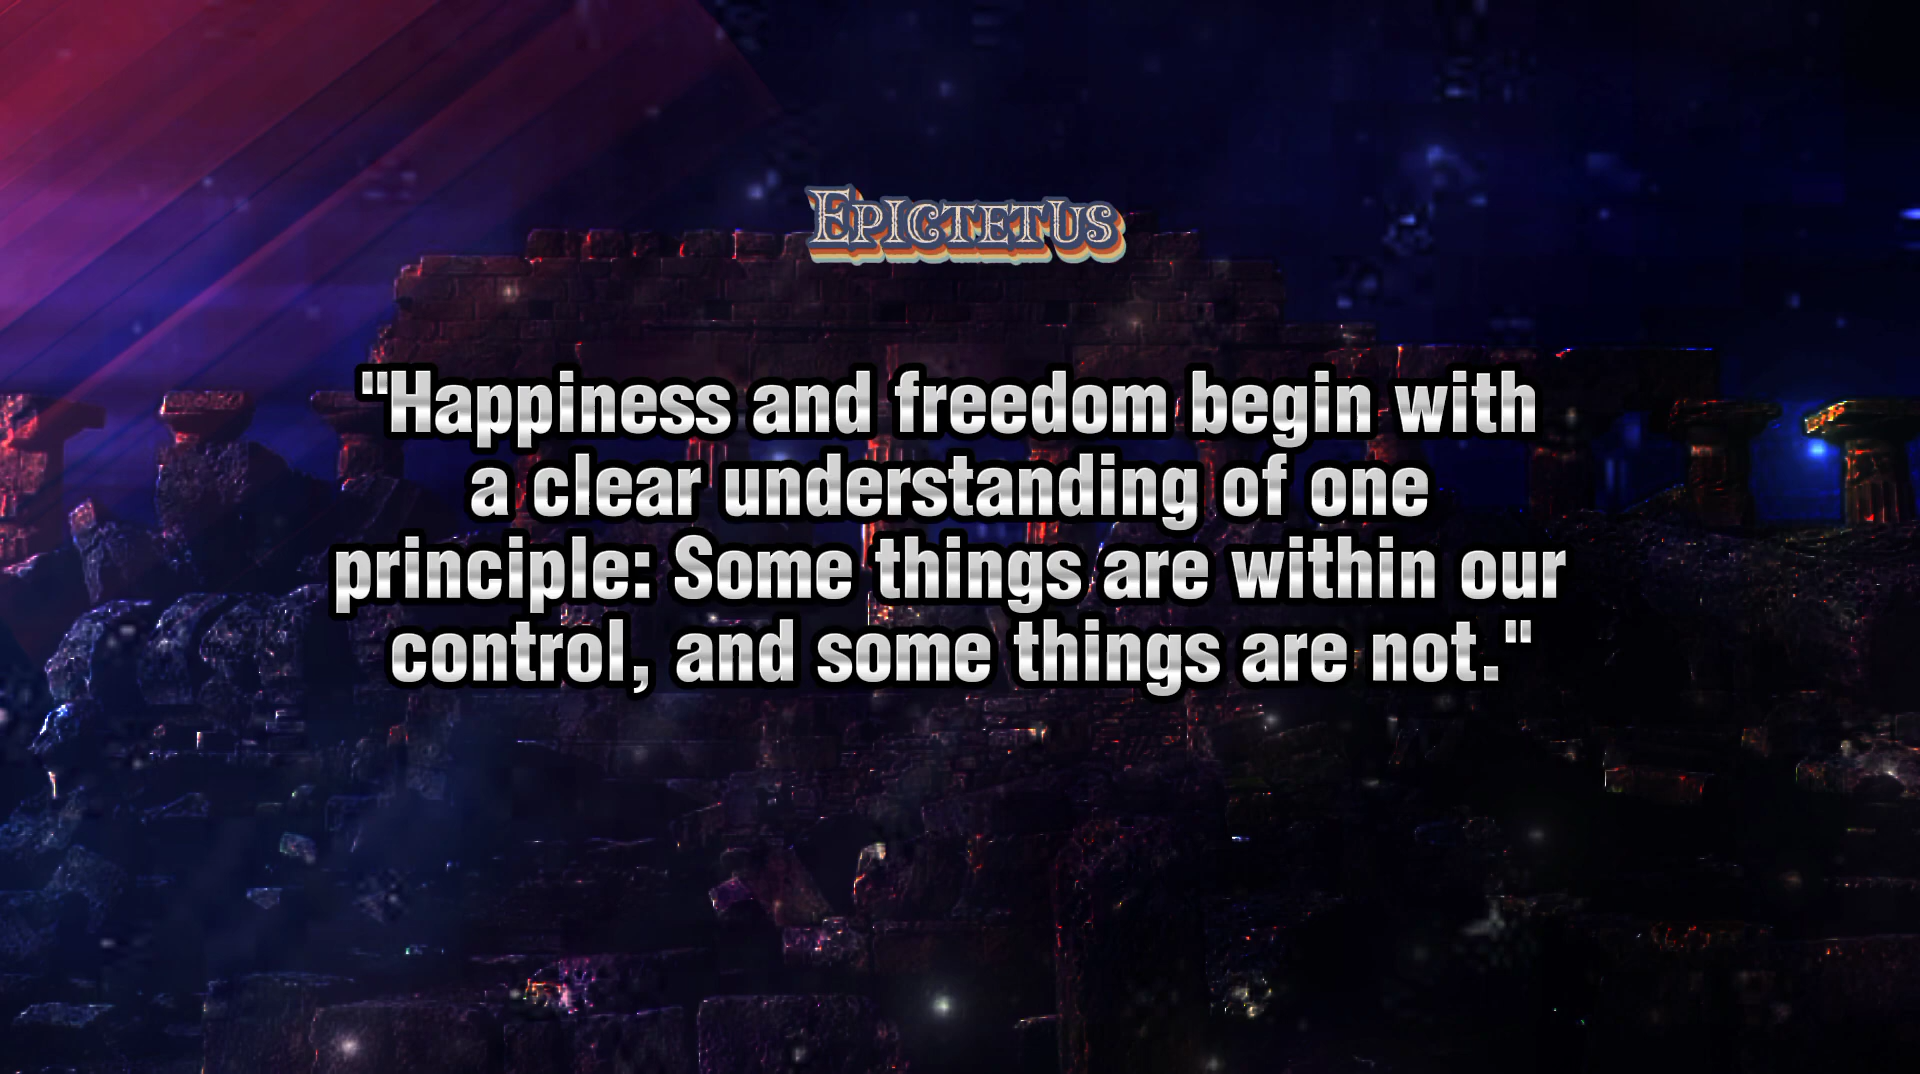 Epictetus
"Happiness and freedom begin with
a clear understanding of one
principle: Some things are within our
control, and some things are not."